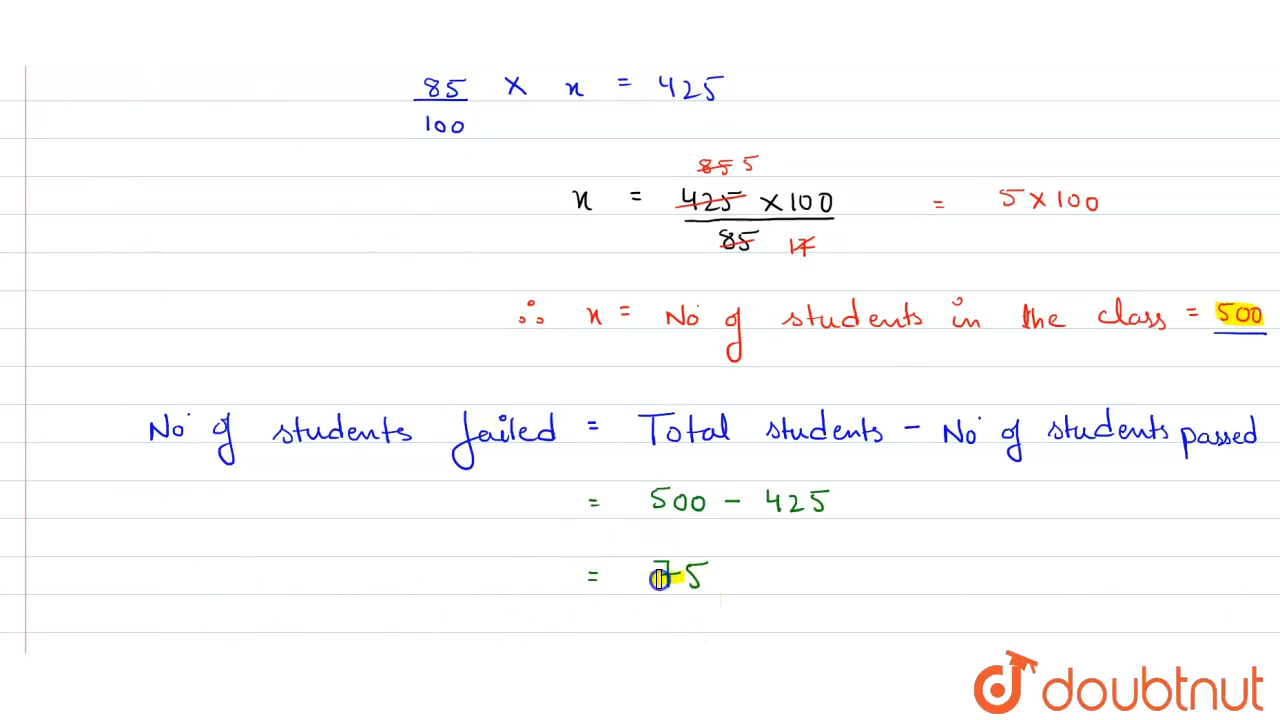 85 × x = 425
100
85 5
x = 425 × 100 = 5 × 100
85 17
∴ x = No of students in the class = 500
No of students failed = Total students - No of students passed
= 500 - 425
= 75
doubtnut